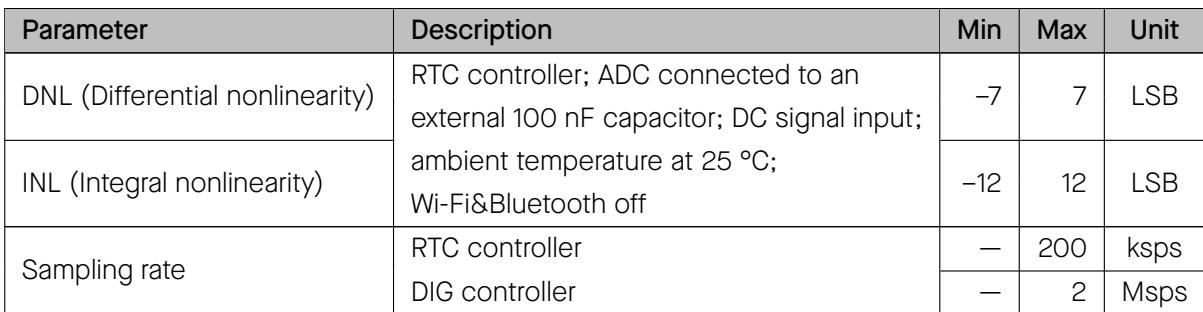 Parameter Description Min Max Unit
DNL (Differential nonlinearity) RTC controller; ADC connected to an external 100 nF capacitor; DC signal input; –7 7 LSB
INL (Integral nonlinearity) ambient temperature at 25 °C; Wi-Fi&Bluetooth off –12 12 LSB
Sampling rate RTC controller — 200 ksps
DIG controller — 2 Msps